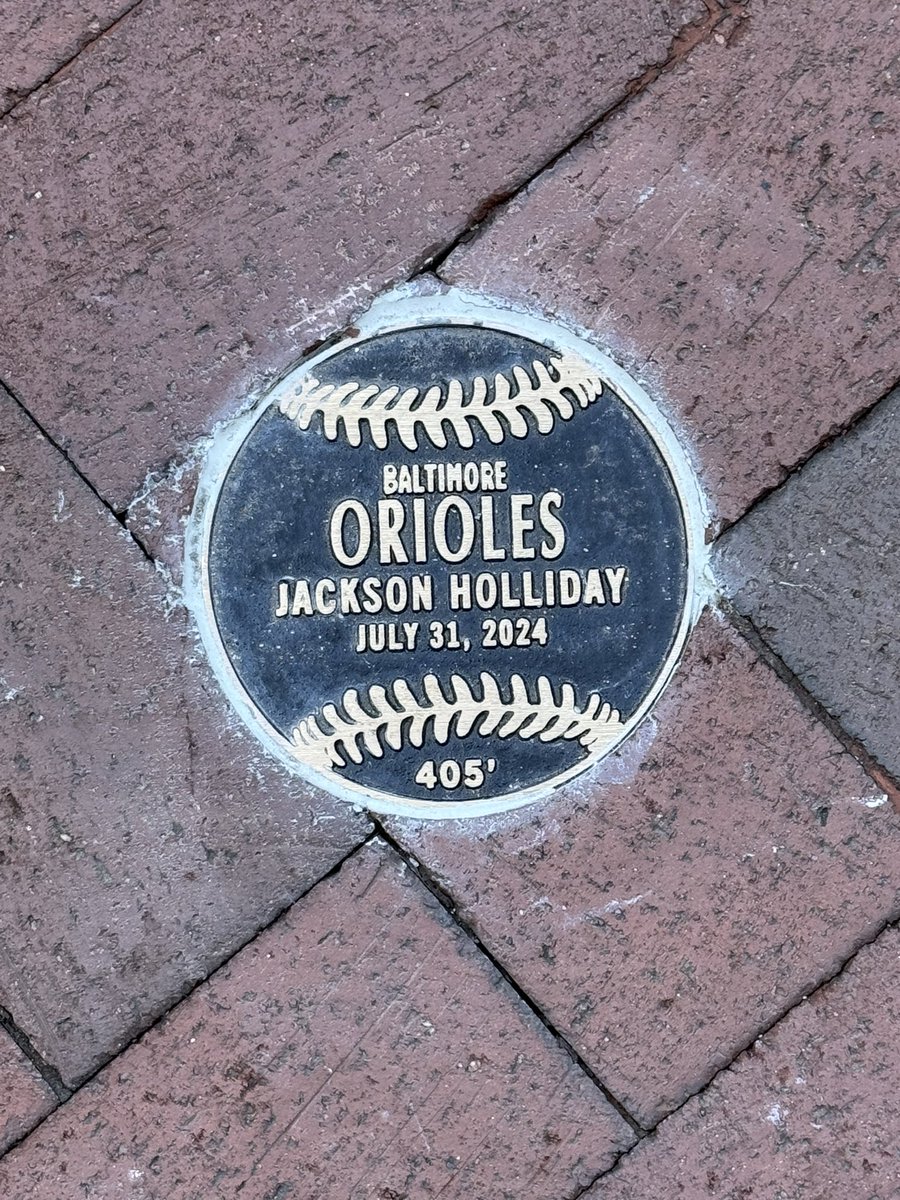 BALTIMORE
ORIOLES
JACKSON HOLLIDAY
JULY 31, 2024
405'